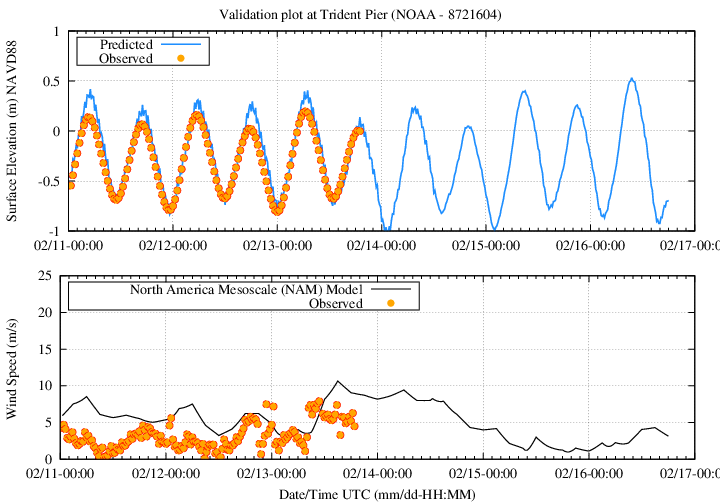 Validation plot at Trident Pier (NOAA - 8721604)
Surface Elevation (m) NAVD88
1
0.5
0
-0.5
-1
Predicted
Observed
02/11-00:00 02/12-00:00 02/13-00:00 02/14-00:00 02/15-00:00 02/16-00:00 02/17-00:00
Wind Speed (m/s)
25
20
15
10
5
0
North America Mesoscale (NAM) Model
Observed
02/11-00:00 02/12-00:00 02/13-00:00 02/14-00:00 02/15-00:00 02/16-00:00 02/17-00:00
Date/Time UTC (mm/dd-HH:MM)